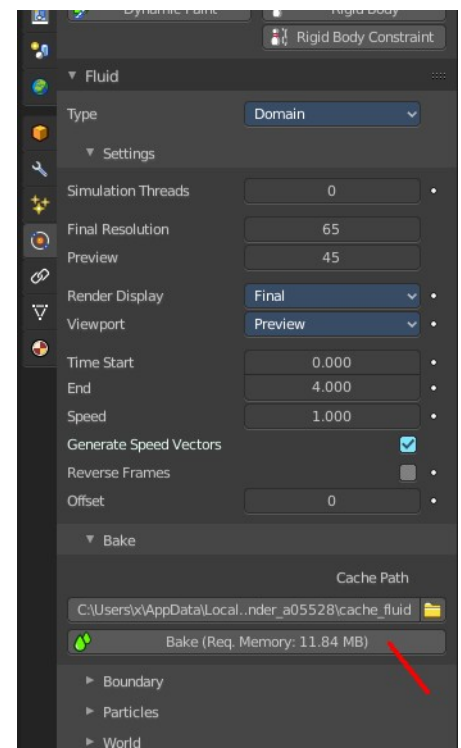 Dynamic Paint
Rigid Body
Rigid Body Constraint
Fluid
Type Domain
Settings
Simulation Threads 0
Final Resolution 65
Preview 45
Render Display Final
Viewport Preview
Time Start 0.000
End 4.000
Speed 1.000
Generate Speed Vectors
Reverse Frames
Offset 0
Bake
Cache Path
C:\Users\x\AppData\Local..nder_a05528\cache_fluid
Bake (Req. Memory: 11.84 MB)
Boundary
Particles
World